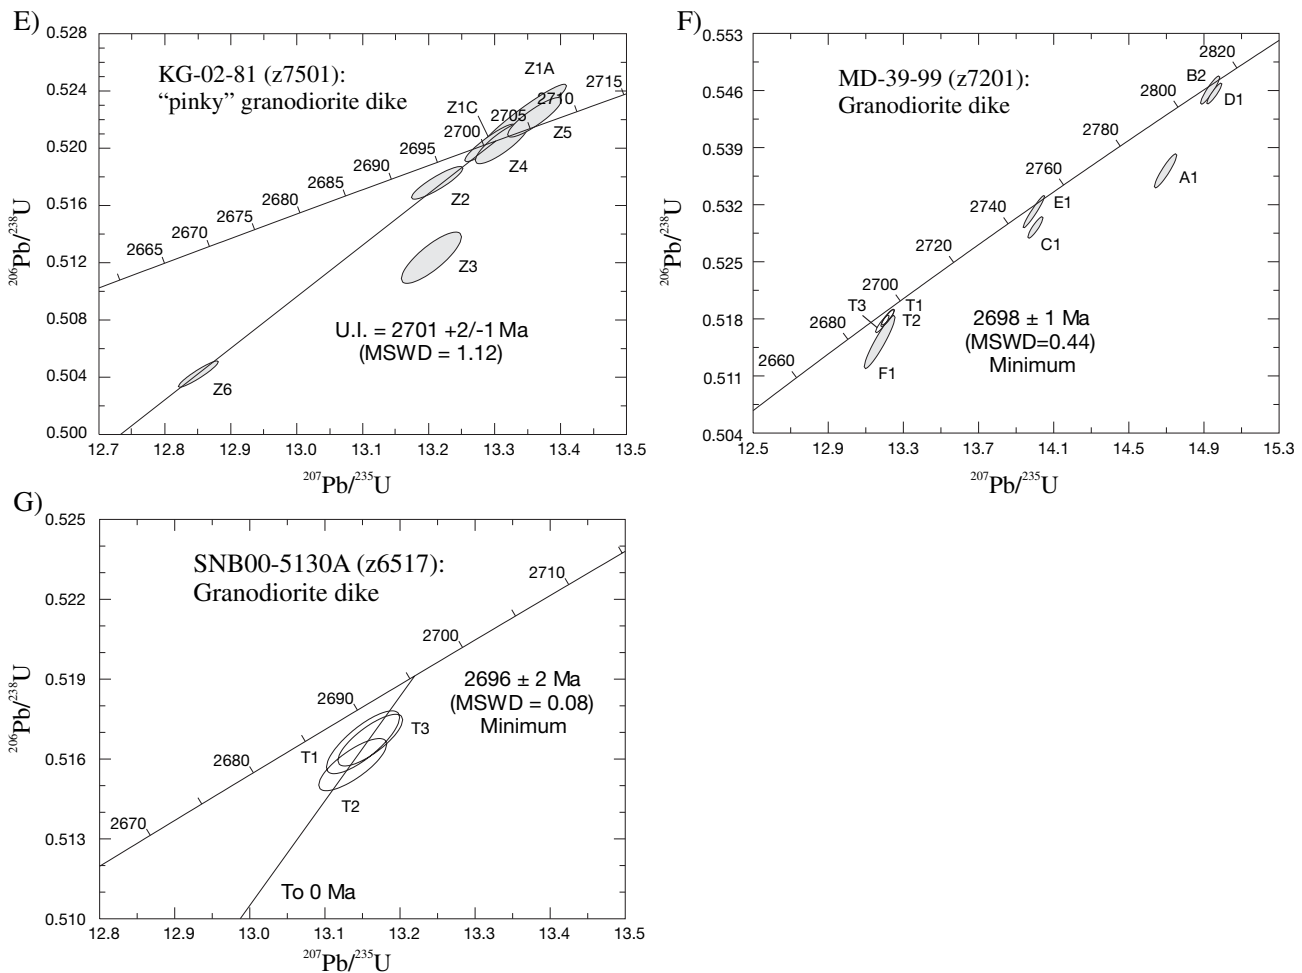 E)
KG-02-81 (z7501):
“pinky” granodiorite dike
0.528
0.524
0.520
0.516
0.512
0.508
0.504
0.500
206Pb/238U
2665
2670
2675
2680
2685
2690
2695
2700
2705
2710
2715
Z1A
Z1C
Z5
Z4
Z2
Z3
Z6
U.I. = 2701 +2/-1 Ma
(MSWD = 1.12)
12.7 12.8 12.9 13.0 13.1 13.2 13.3 13.4 13.5
207Pb/235U
F)
MD-39-99 (z7201):
Granodiorite dike
0.553
0.546
0.539
0.532
0.525
0.518
0.511
0.504
206Pb/238U
2660
2680
2700
2720
2740
2760
2780
2800
2820
B2
D1
A1
E1
C1
T3
T1
T2
F1
2698 ± 1 Ma
(MSWD=0.44)
Minimum
12.5 12.9 13.3 13.7 14.1 14.5 14.9 15.3
207Pb/235U
G)
SNB00-5130A (z6517):
Granodiorite dike
0.525
0.522
0.519
0.516
0.513
0.510
206Pb/238U
2670
2680
2690
2700
2710
T1
T3
T2
2696 ± 2 Ma
(MSWD = 0.08)
Minimum
To 0 Ma
12.8 12.9 13.0 13.1 13.2 13.3 13.4 13.5
207Pb/235U